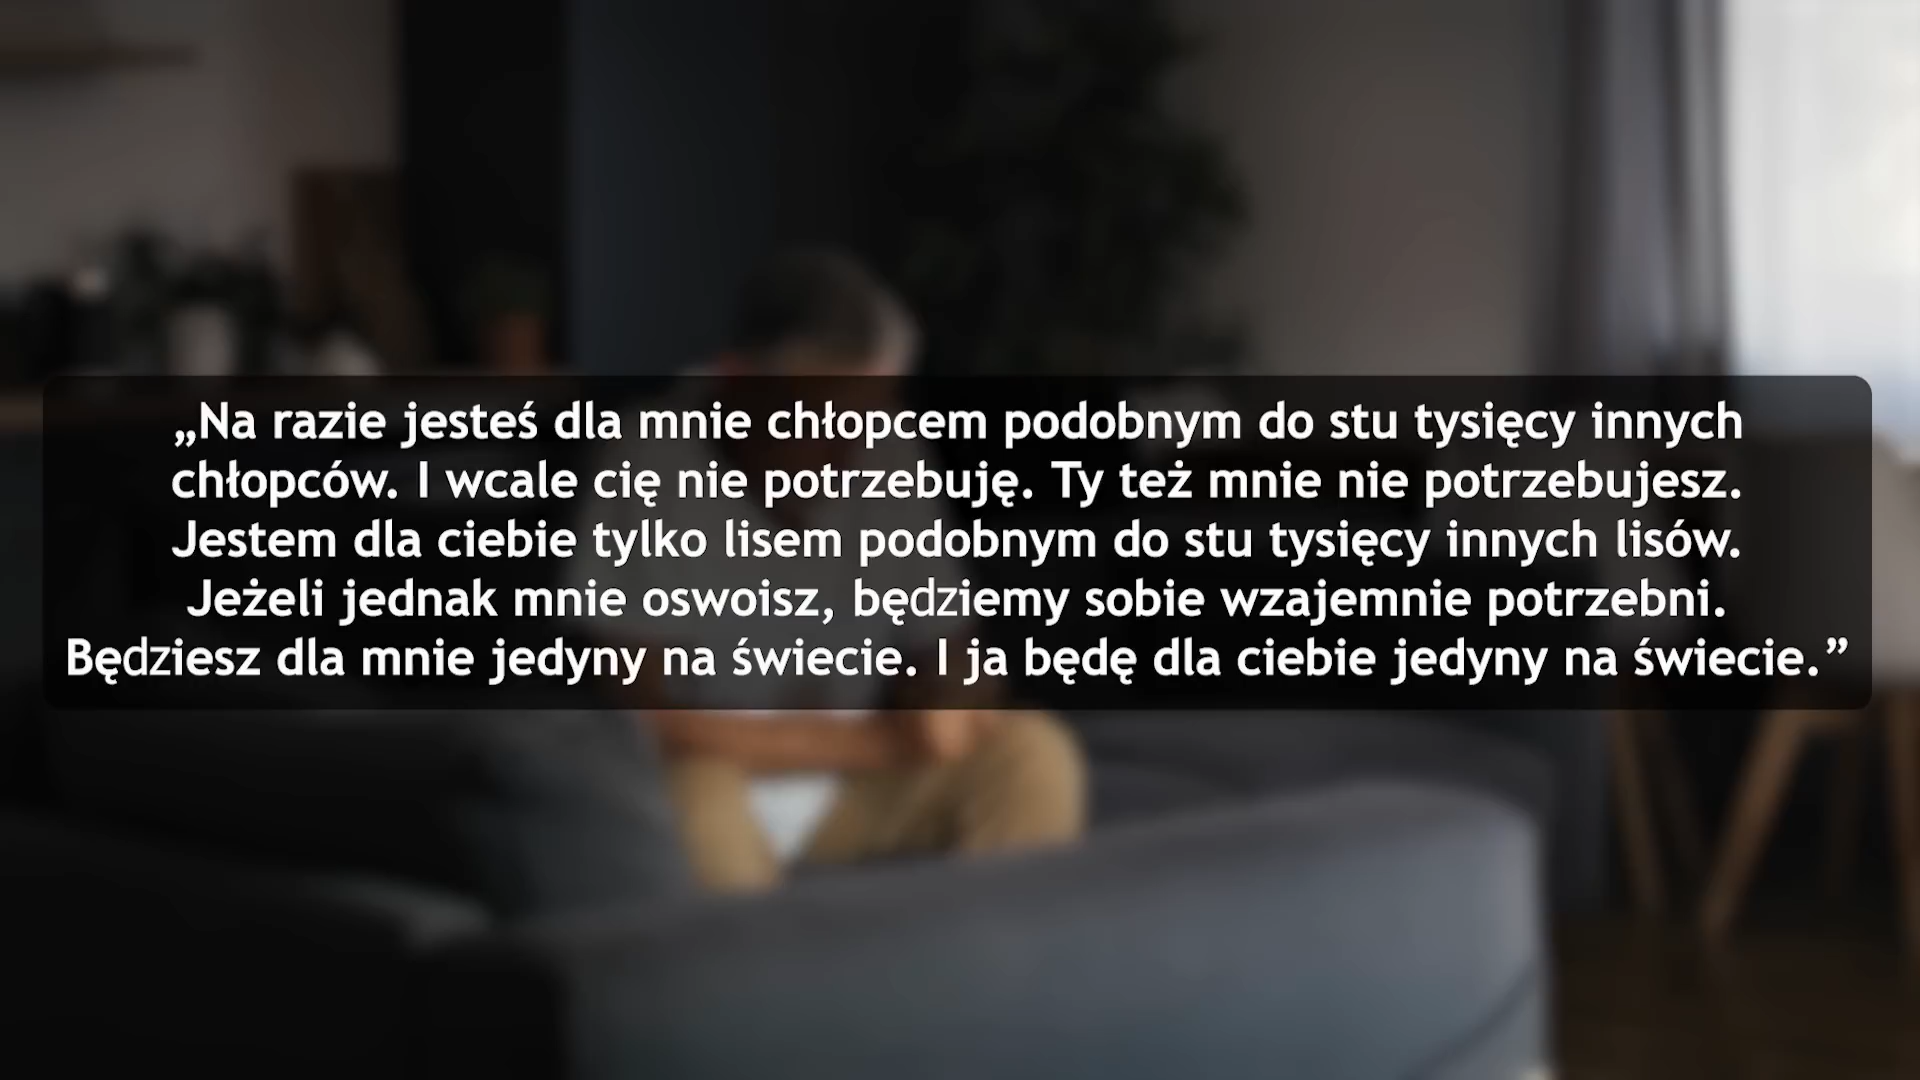 „Na razie jesteś dla mnie chłopcem podobnym do stu tysięcy innych
chłopców. I wcale cię nie potrzebuję. Ty też mnie nie potrzebujesz.
Jestem dla ciebie tylko lisem podobnym do stu tysięcy innych lisów.
Jeżeli jednak mnie oswoisz, będziemy sobie wzajemnie potrzebni.
Będziesz dla mnie jedyny na świecie. I ja będę dla ciebie jedyny na świecie.”